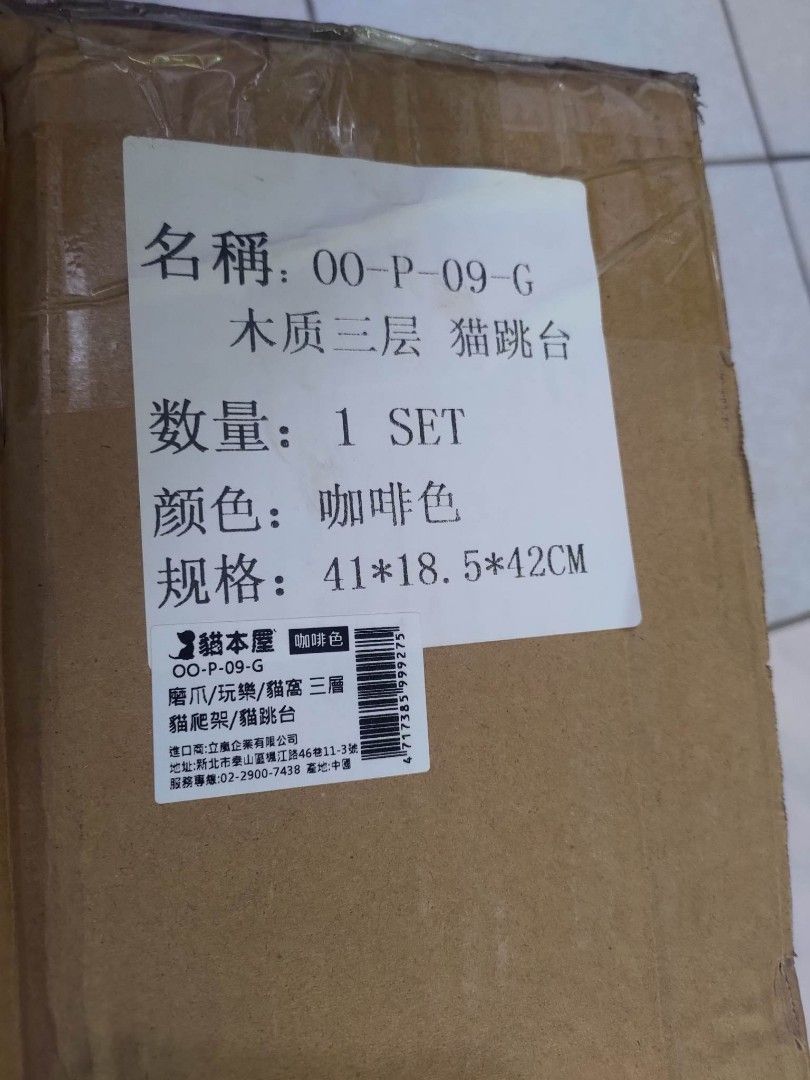 名稱: OO-P-09-G
木质三层 猫跳台
数量: 1 SET
颜色: 咖啡色
规格: 41*18.5*42CM
貓本屋 咖啡色
OO-P-09-G
磨爪/玩樂/貓窩 三層
貓爬架/貓跳台
進口商:立嵐企業有限公司
地址:新北市泰山區楓江路46巷11-3號
服務專線:02-2900-7438 產地:中國
4717385999275